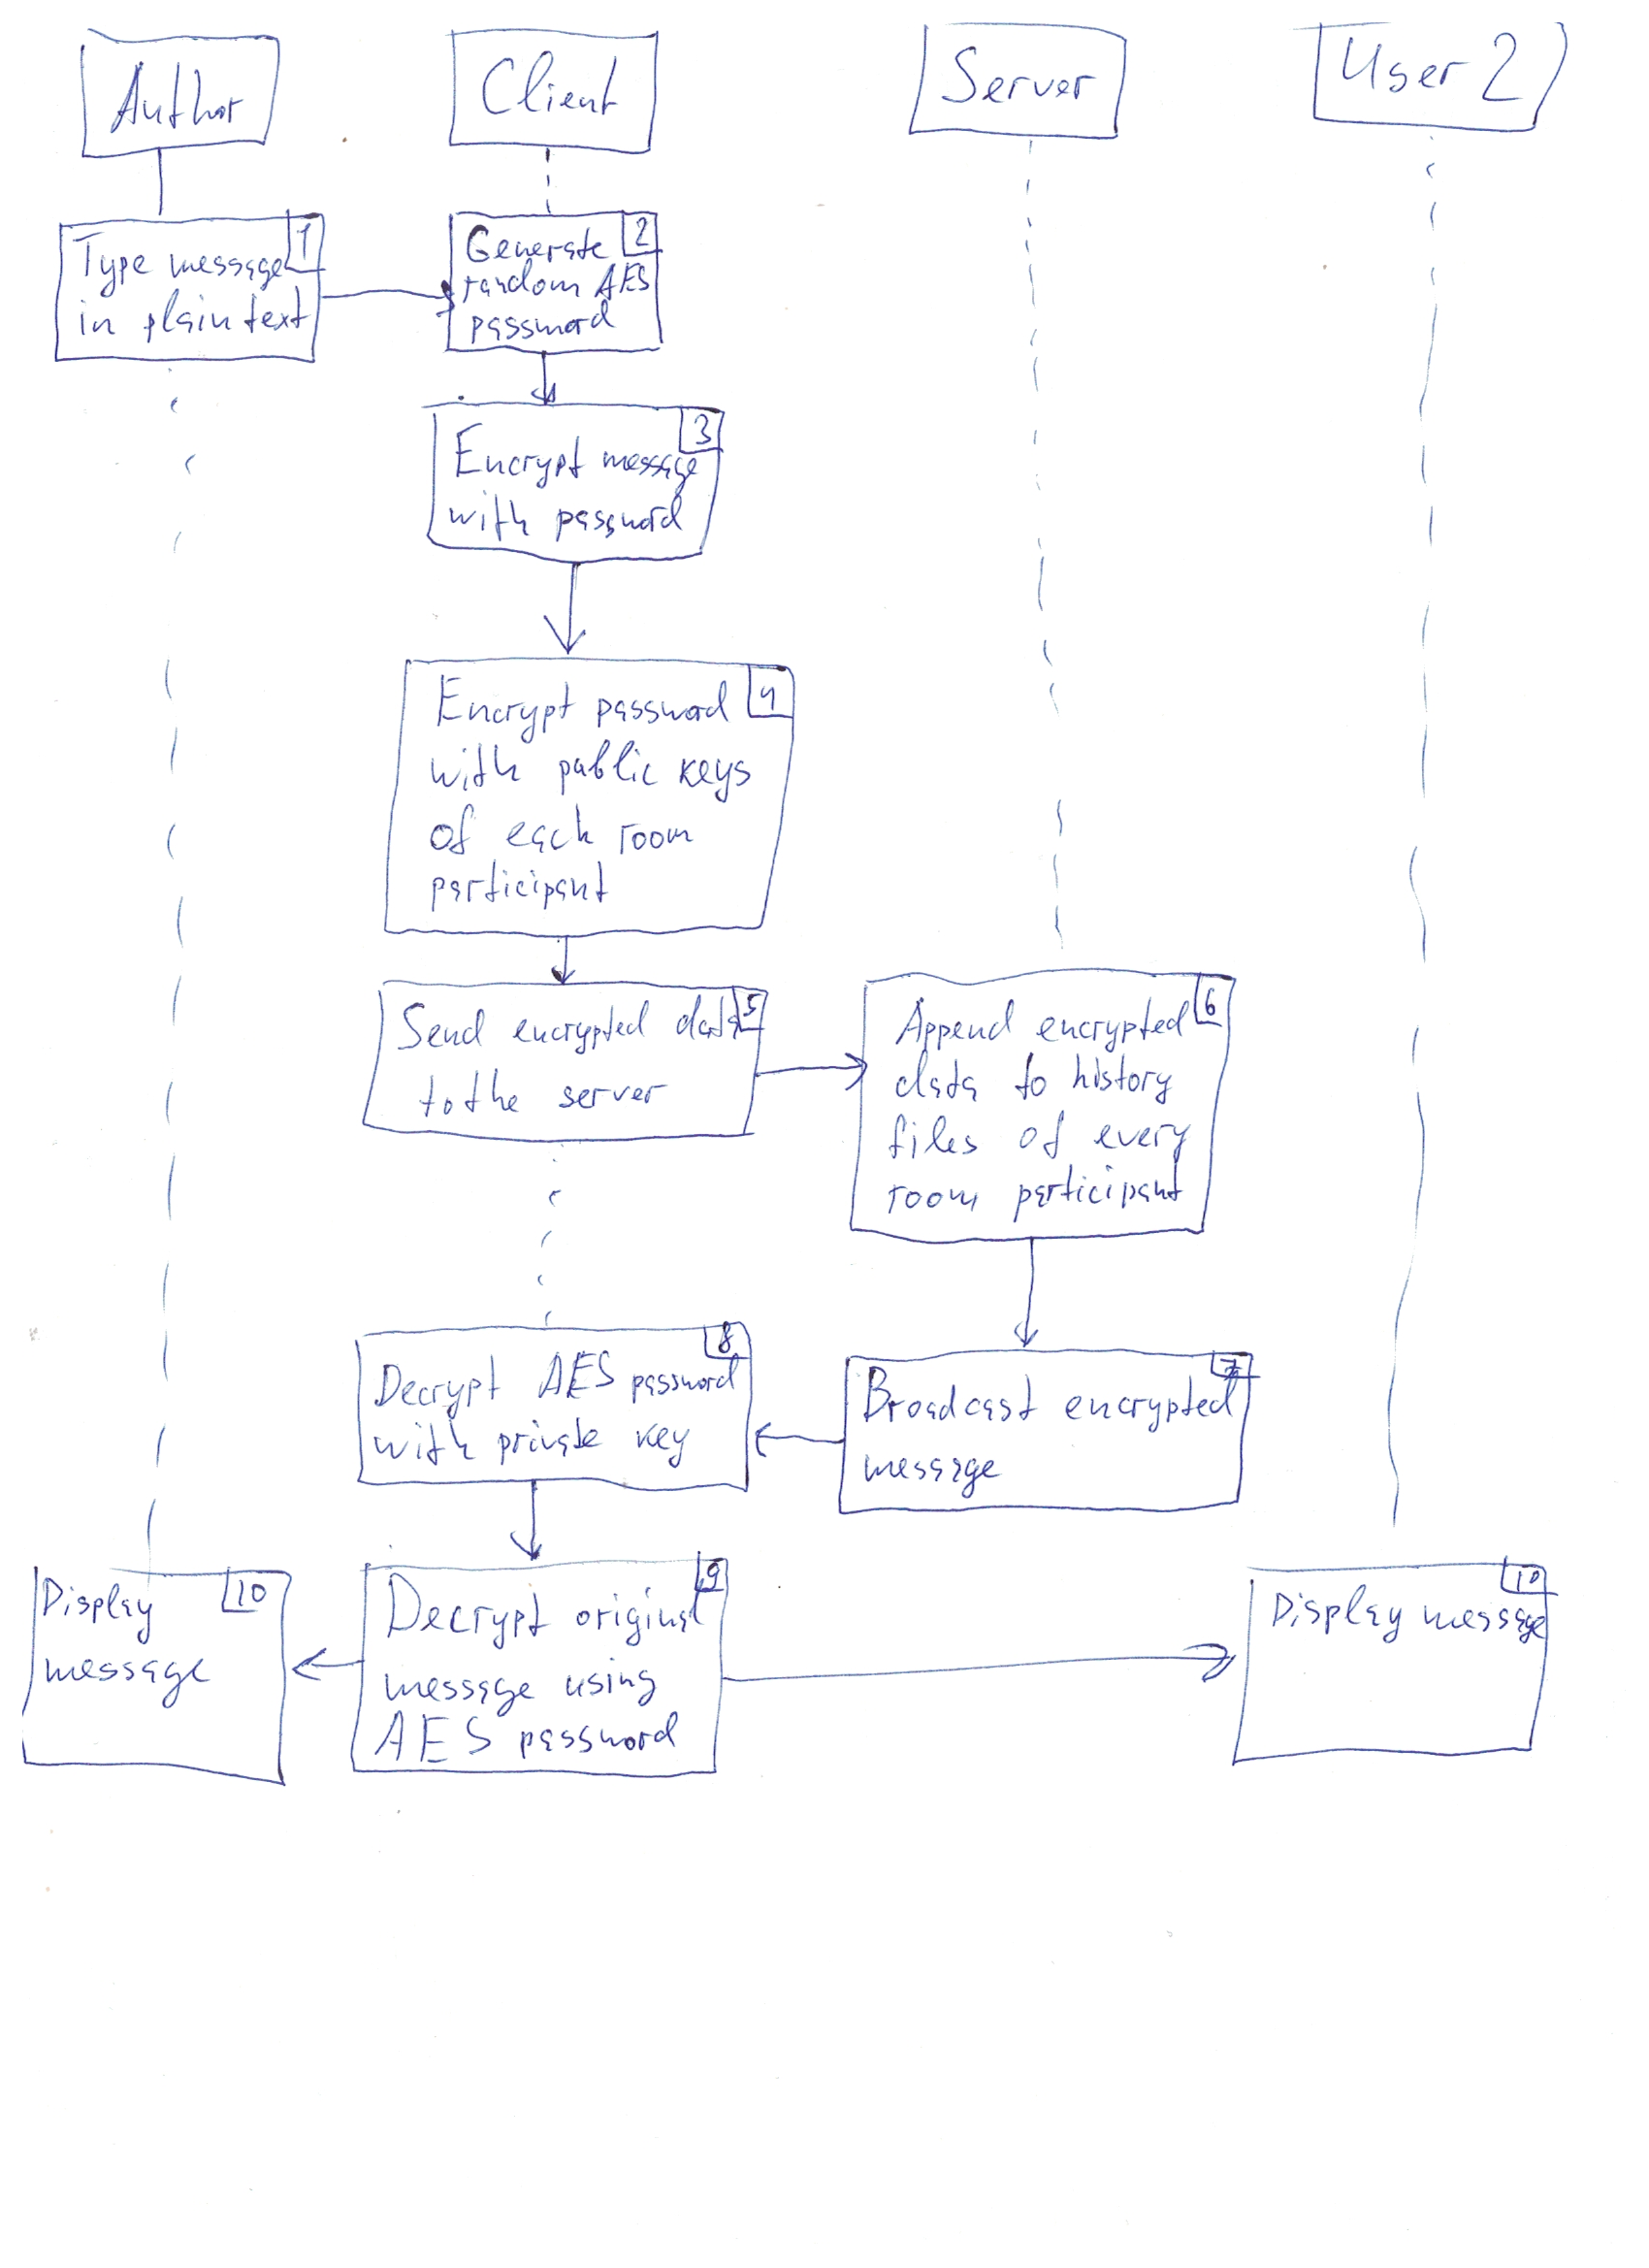 Author
Client
Server
User 2
1
Type message
in plain text
2
Generate
random AES
password
3
Encrypt message
with password
4
Encrypt password
with public keys
of each room
participant
5
Send encrypted data
to the server
6
Append encrypted
data to history
files of every
room participant
7
Broadcast encrypted
message
8
Decrypt AES password
with private key
9
Decrypt original
message using
AES password
10
Display
message
10
Display message